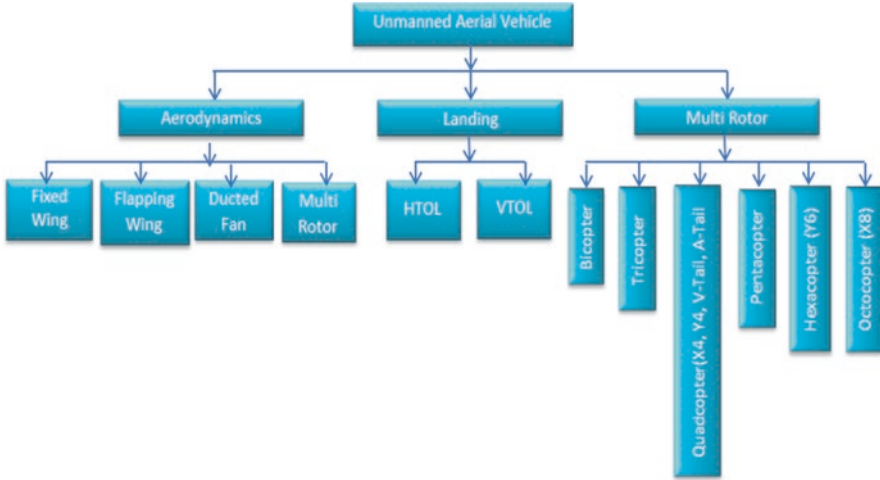 Unmanned Aerial Vehicle
Aerodynamics
Landing
Multi Rotor
Fixed
Wing
Flapping
Wing
Ducted
Fan
Multi
Rotor
HTOL
VTOL
Bicopter
Tricopter
Quadcopter(X4, Y4, V-Tail, A-Tail
Pentacopter
Hexacopter (Y6)
Octocopter (X8)